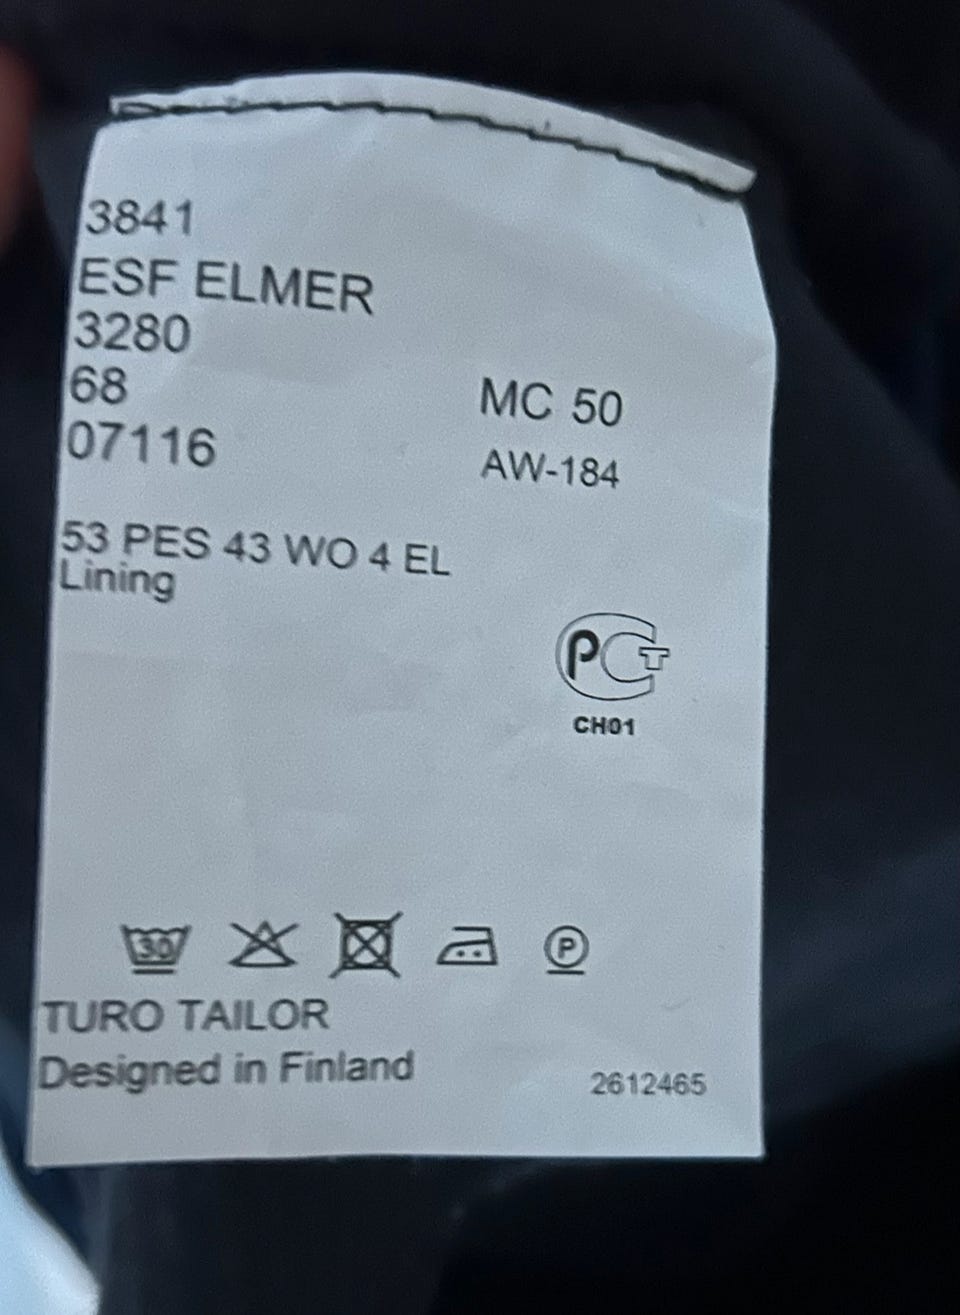 3841
ESF ELMER
3280
68
MC 50
07116
AW-184
53 PES 43 WO 4 EL
Lining
РСТ
CH01
30
P
TURO TAILOR
Designed in Finland
2612465